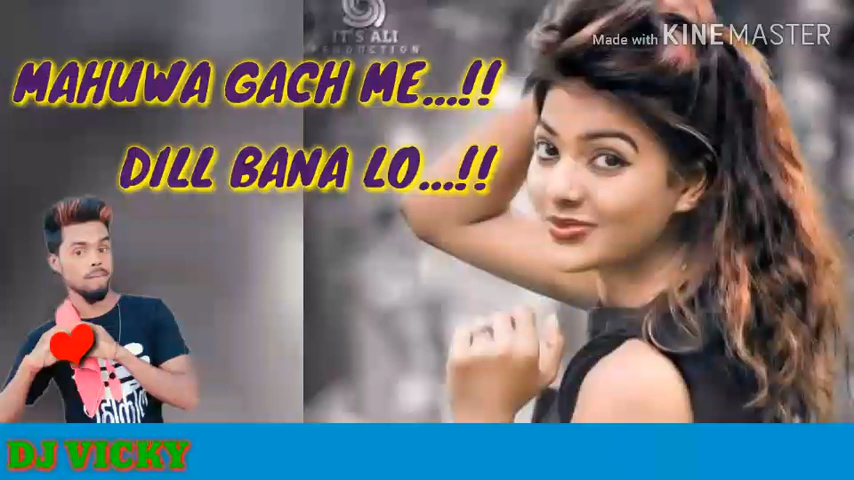 IT'S ALI
PRODUCTION
Made with KINEMASTER
MAHUWA GACH ME...!!
DILL BANA LO...!!
DJ VICKY